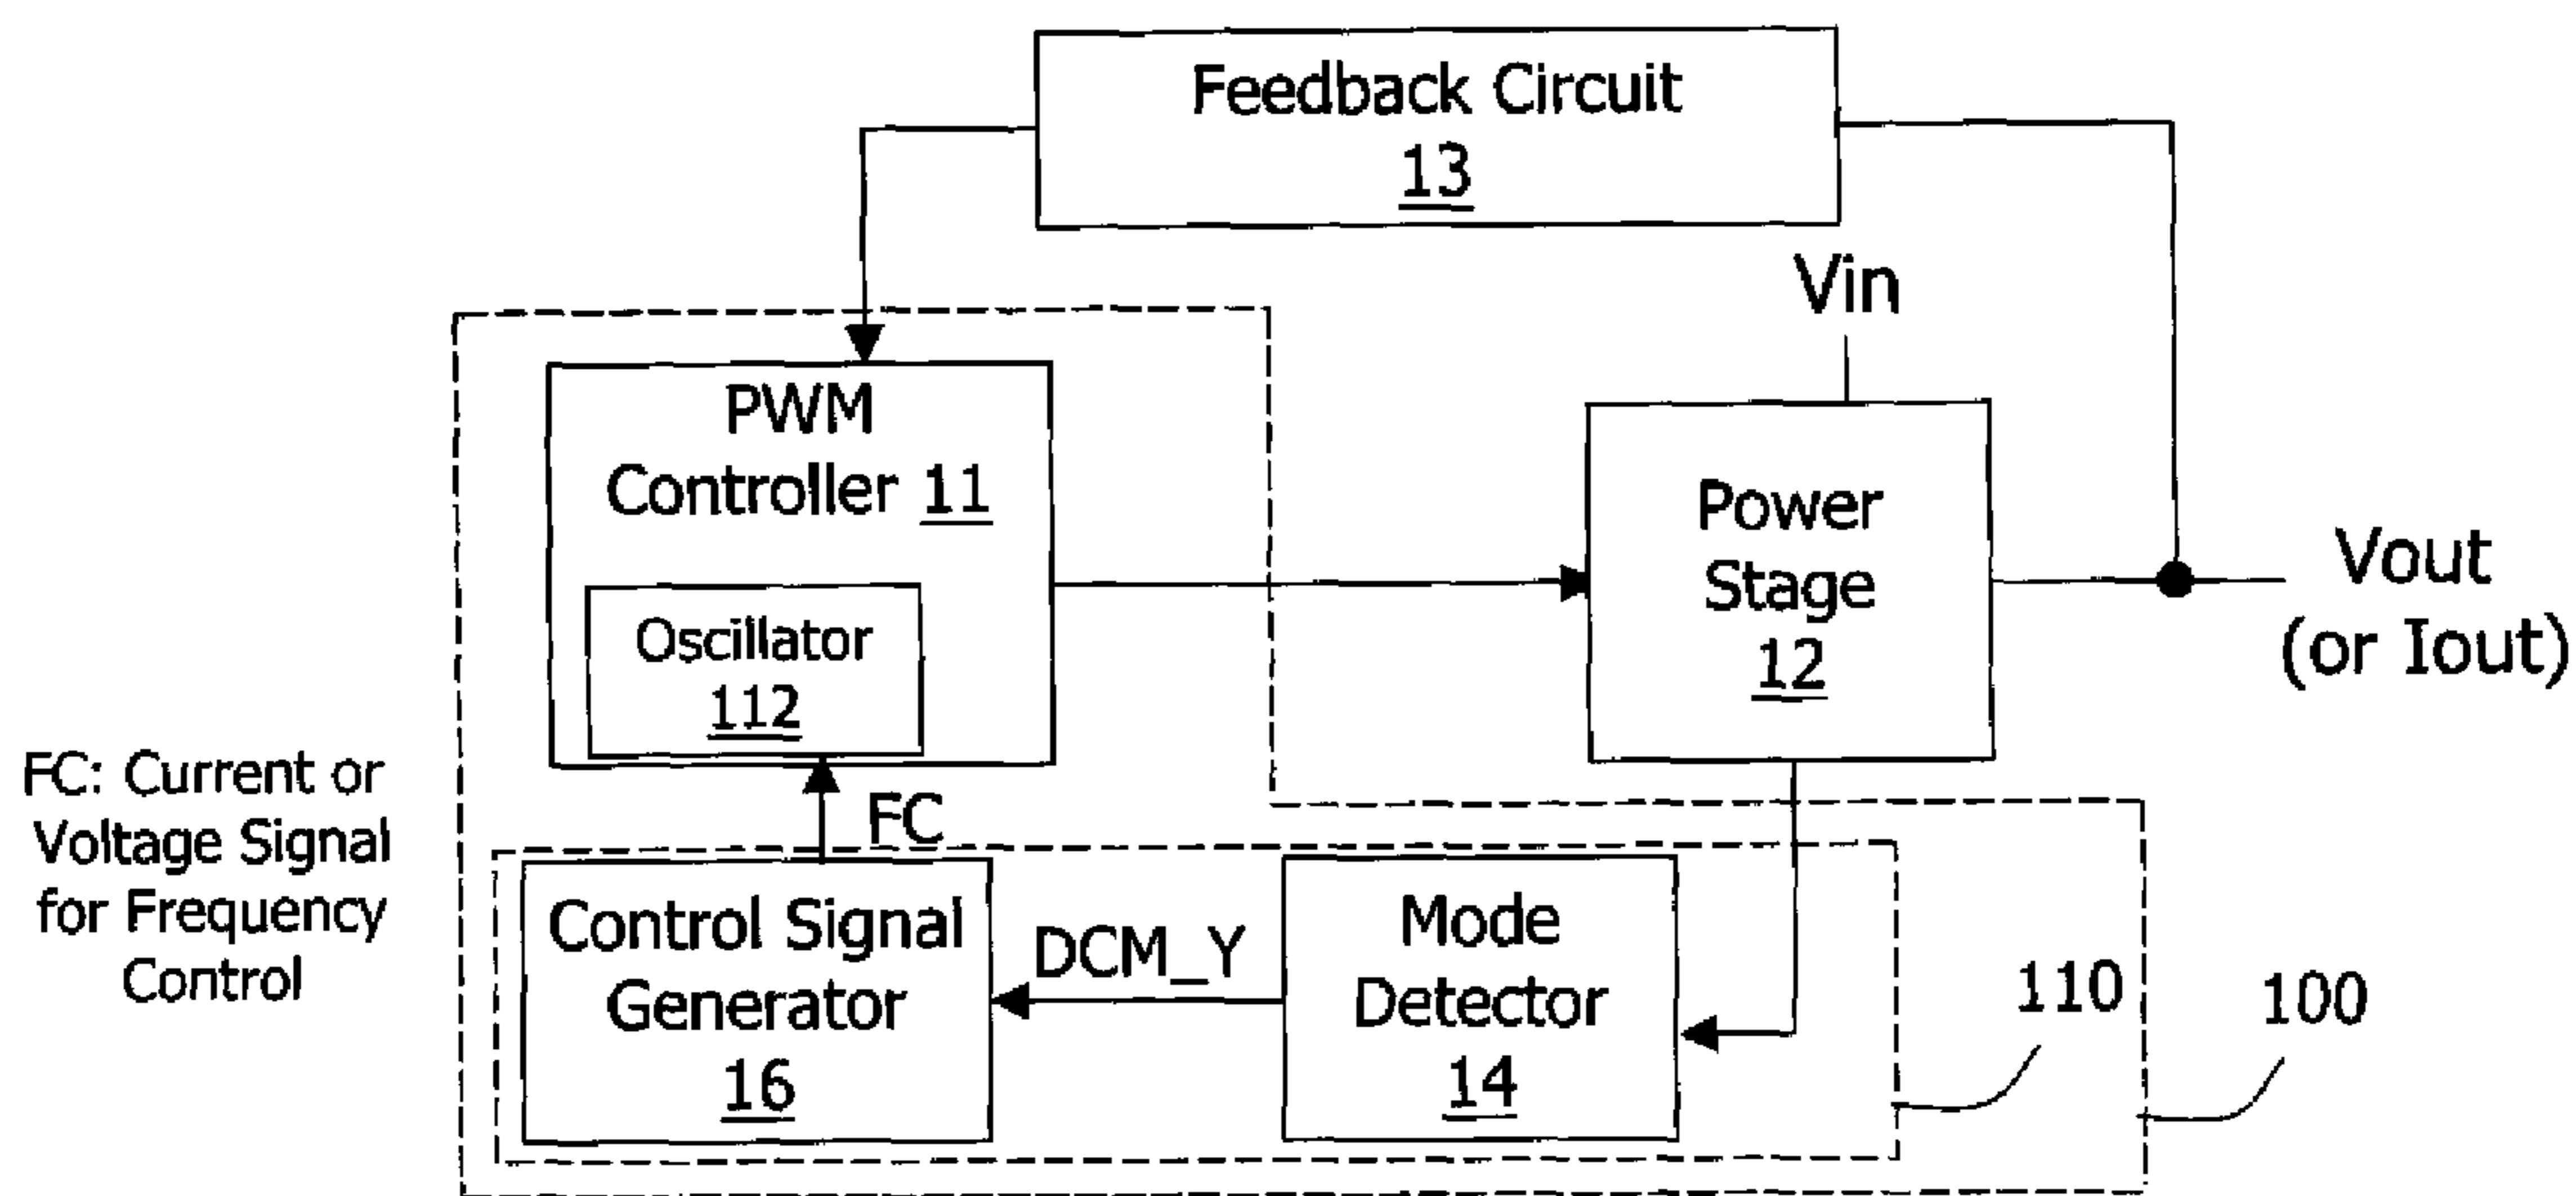 Feedback Circuit
13
Vin
PWM
Controller 11
Oscillator
112
Power
Stage
12
Vout
(or Iout)
FC: Current or
Voltage Signal
for Frequency
Control
FC
Control Signal
Generator
16
DCM_Y
Mode
Detector
14
110
100